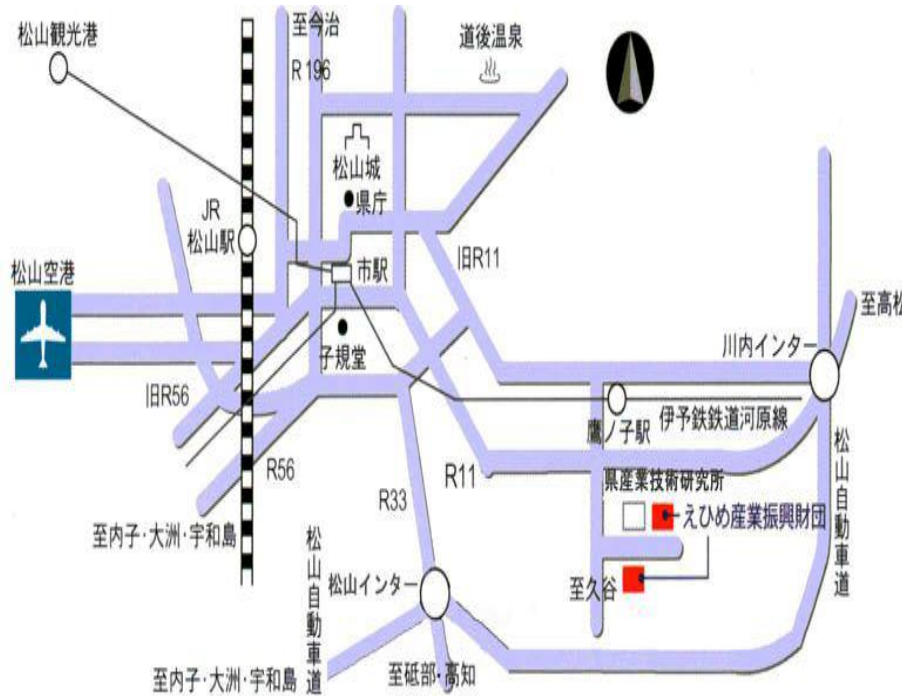 至今治
松山観光港
道後温泉
R 196
松山城
県庁
JR
松山駅
旧R11
松山空港
市駅
至高松
川内インター
子規堂
旧R56
伊予鉄鉄道河原線
鷹ノ子駅
松山自動車道
R56
R11
県産業技術研究所
R33
えひめ産業振興財団
至内子・大洲・宇和島
松山自動車道
松山インター
至久谷
至内子・大洲・宇和島
至砥部・高知